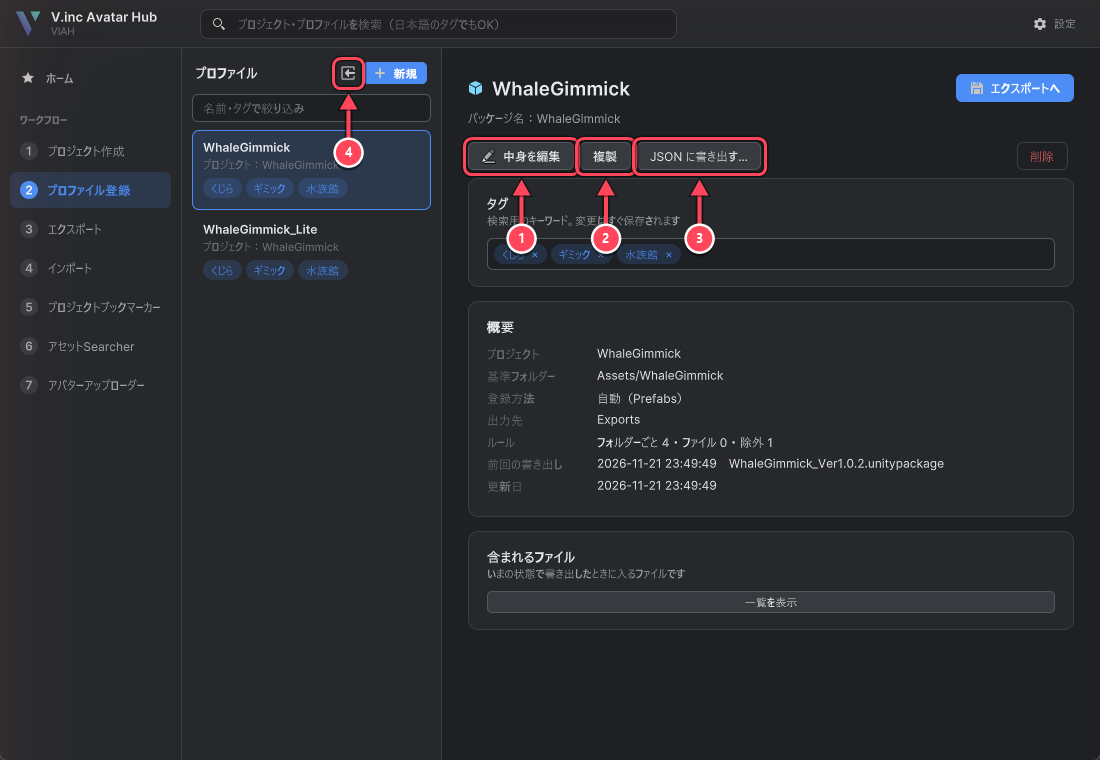 V.inc Avatar Hub
VIAH
プロジェクト・プロファイルを検索（日本語のタグでもOK）
設定
ホーム
ワークフロー
1 プロジェクト作成
2 プロファイル登録
3 エクスポート
4 インポート
5 プロジェクトブックマーカー
6 アセットSearcher
7 アバターアップローダー
プロファイル
+ 新規
名前・タグで絞り込み
4
WhaleGimmick
プロジェクト：WhaleGimmick
くじら ギミック 水族館
WhaleGimmick_Lite
プロジェクト：WhaleGimmick
くじら ギミック 水族館
WhaleGimmick
エクスポートへ
パッケージ名：WhaleGimmick
中身を編集 複製 JSON に書き出す... 削除
タグ
検索用のキーワード。変更はすぐ保存されます
1 2 3
くじら × ギミック × 水族館 ×
概要
プロジェクト WhaleGimmick
基準フォルダー Assets/WhaleGimmick
登録方法 自動（Prefabs）
出力先 Exports
ルール フォルダーごと 4・ファイル 0・除外 1
前回の書き出し 2026-11-21 23:49:49 WhaleGimmick_Ver1.0.2.unitypackage
更新日 2026-11-21 23:49:49
含まれるファイル
いまの状態で書き出したときに入るファイルです
一覧を表示